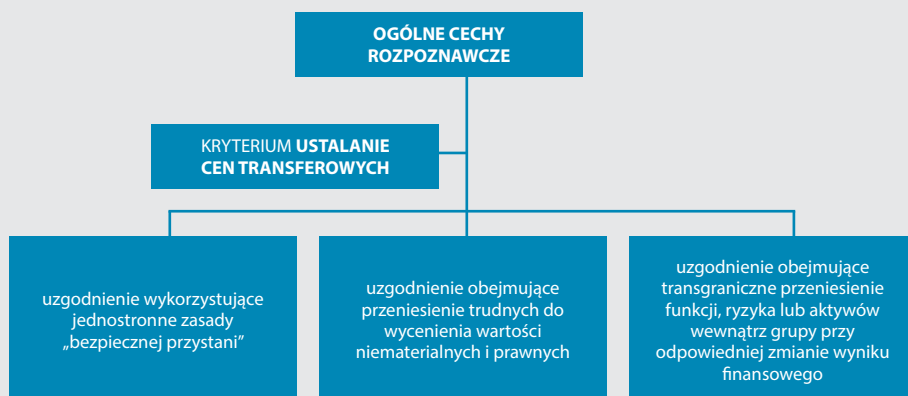 OGÓLNE CECHY
ROZPOZNAWCZE
KRYTERIUM USTALANIE
CEN TRANSFEROWYCH
uzgodnienie wykorzystujące
jednostronne zasady
„bezpiecznej przystani”
uzgodnienie obejmujące
przeniesienie trudnych do
wycenienia wartości
niematerialnych i prawnych
uzgodnienie obejmujące
transgraniczne przeniesienie
funkcji, ryzyka lub aktywów
wewnątrz grupy przy
odpowiedniej zmianie wyniku
finansowego